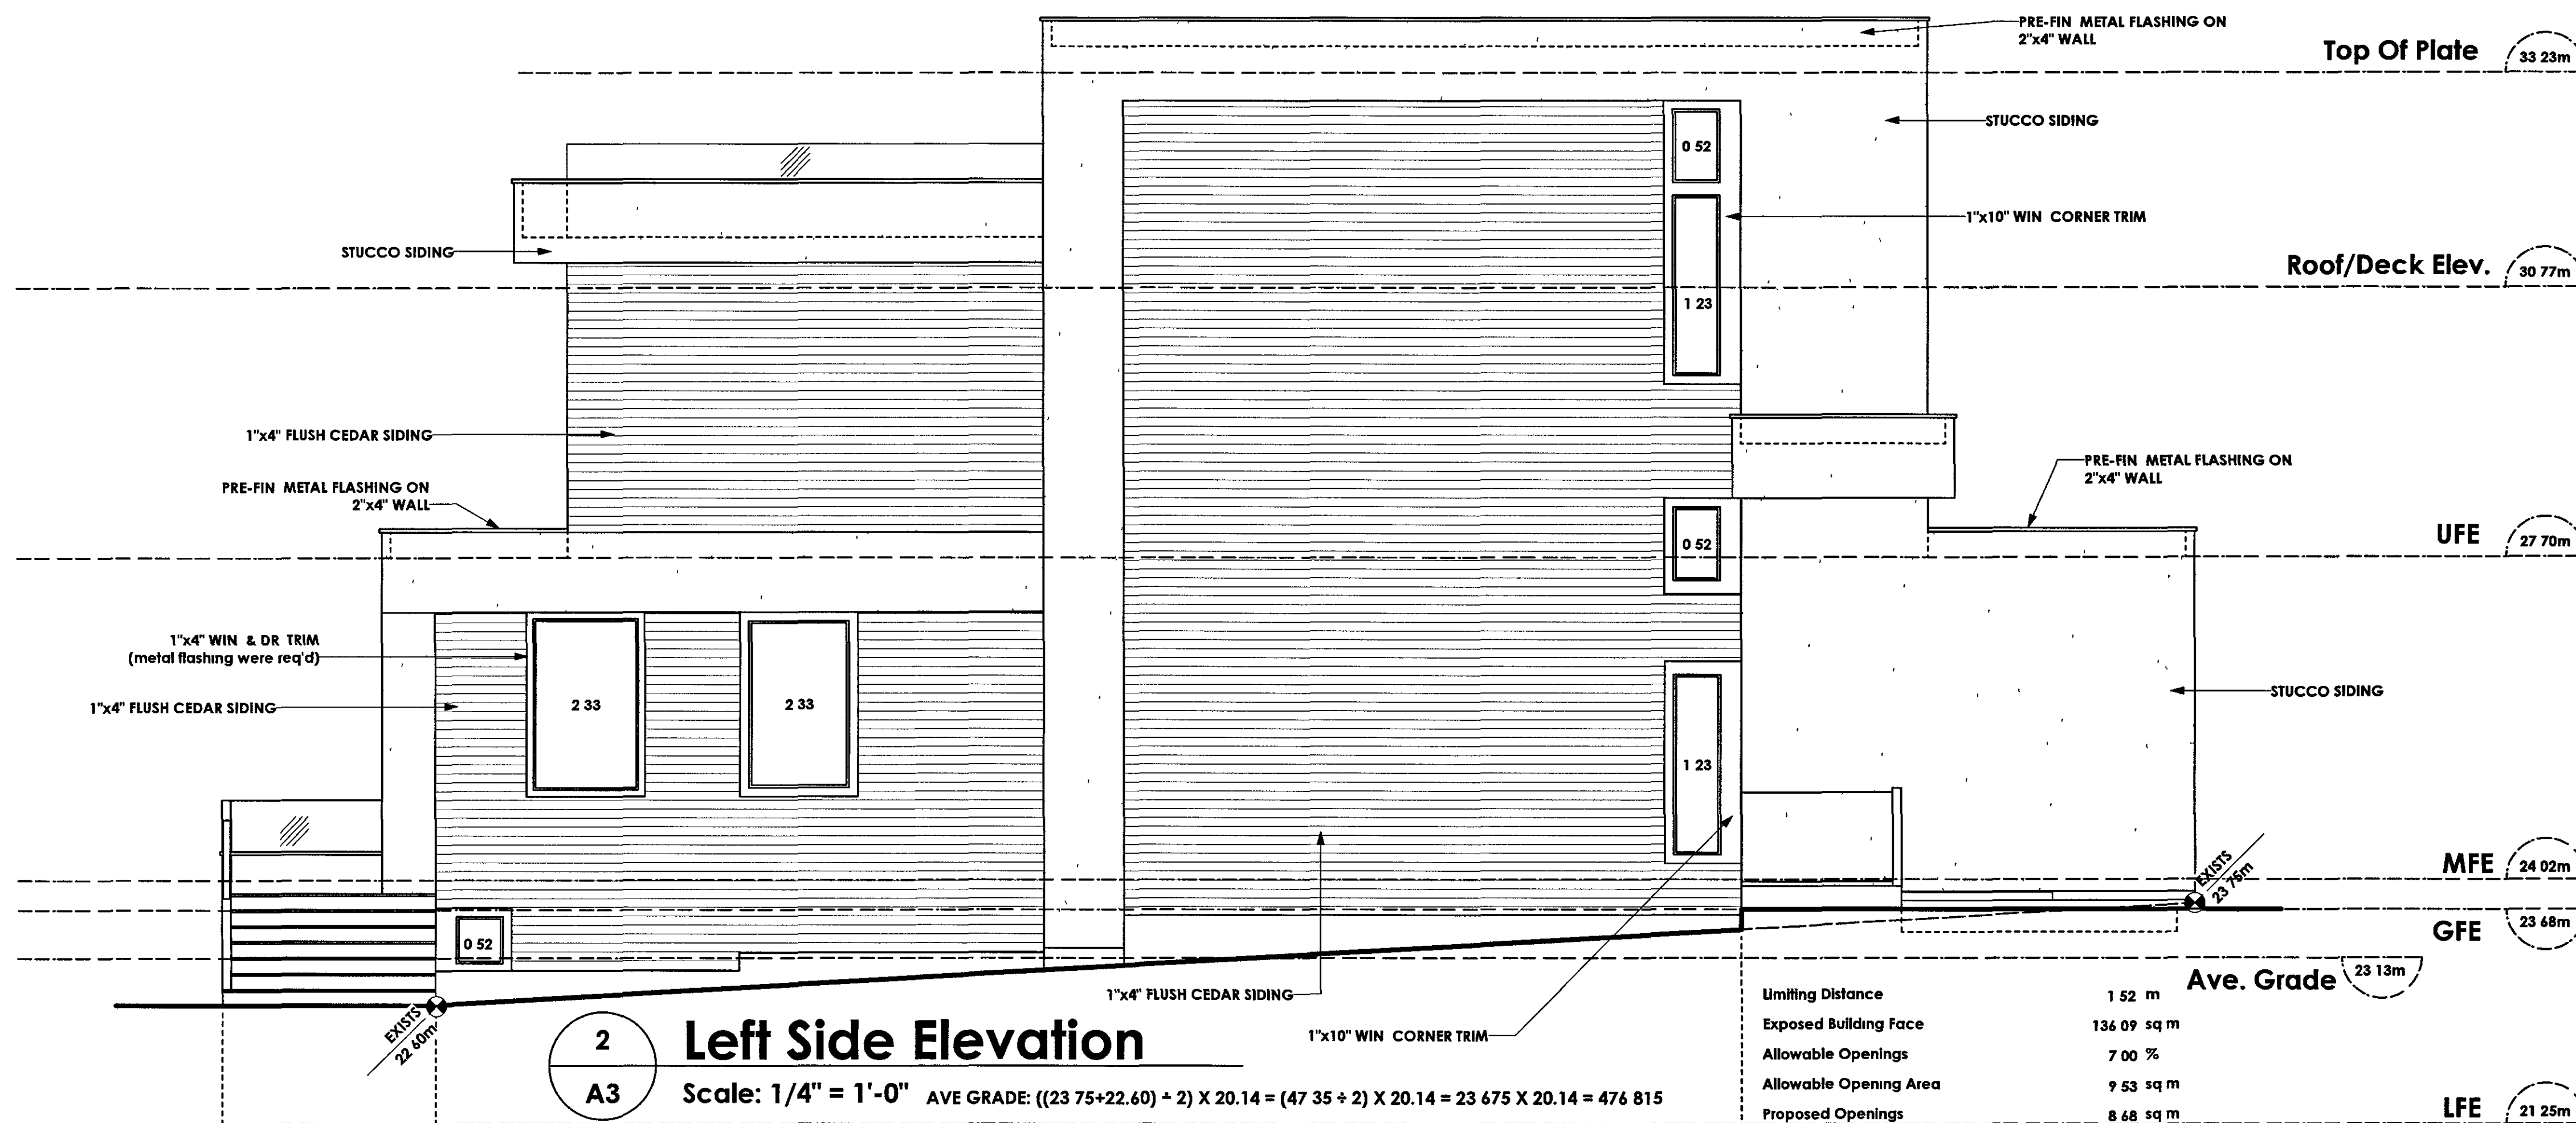 PRE-FIN METAL FLASHING ON
2"x4" WALL
Top Of Plate 33 23m
STUCCO SIDING
0 52
1"x10" WIN CORNER TRIM
STUCCO SIDING
Roof/Deck Elev. 30 77m
1 23
1"x4" FLUSH CEDAR SIDING
PRE-FIN METAL FLASHING ON
2"x4" WALL
PRE-FIN METAL FLASHING ON
2"x4" WALL
UFE 27 70m
0 52
1"x4" WIN & DR TRIM
(metal flashing were req'd)
1"x4" FLUSH CEDAR SIDING
2 33
2 33
STUCCO SIDING
1 23
MFE 24 02m
EXISTS
23 75m
GFE 23 68m
0 52
Ave. Grade 23 13m
EXISTS
22 60m
1"x4" FLUSH CEDAR SIDING
1"x10" WIN CORNER TRIM
2
A3
Left Side Elevation
Scale: 1/4" = 1'-0"
AVE GRADE: ((23 75+22.60) ÷ 2) X 20.14 = (47 35 ÷ 2) X 20.14 = 23 675 X 20.14 = 476 815
Limiting Distance 1 52 m
Exposed Building Face 136 09 sq m
Allowable Openings 7 00 %
Allowable Opening Area 9 53 sq m
Proposed Openings 8 68 sq m
LFE 21 25m